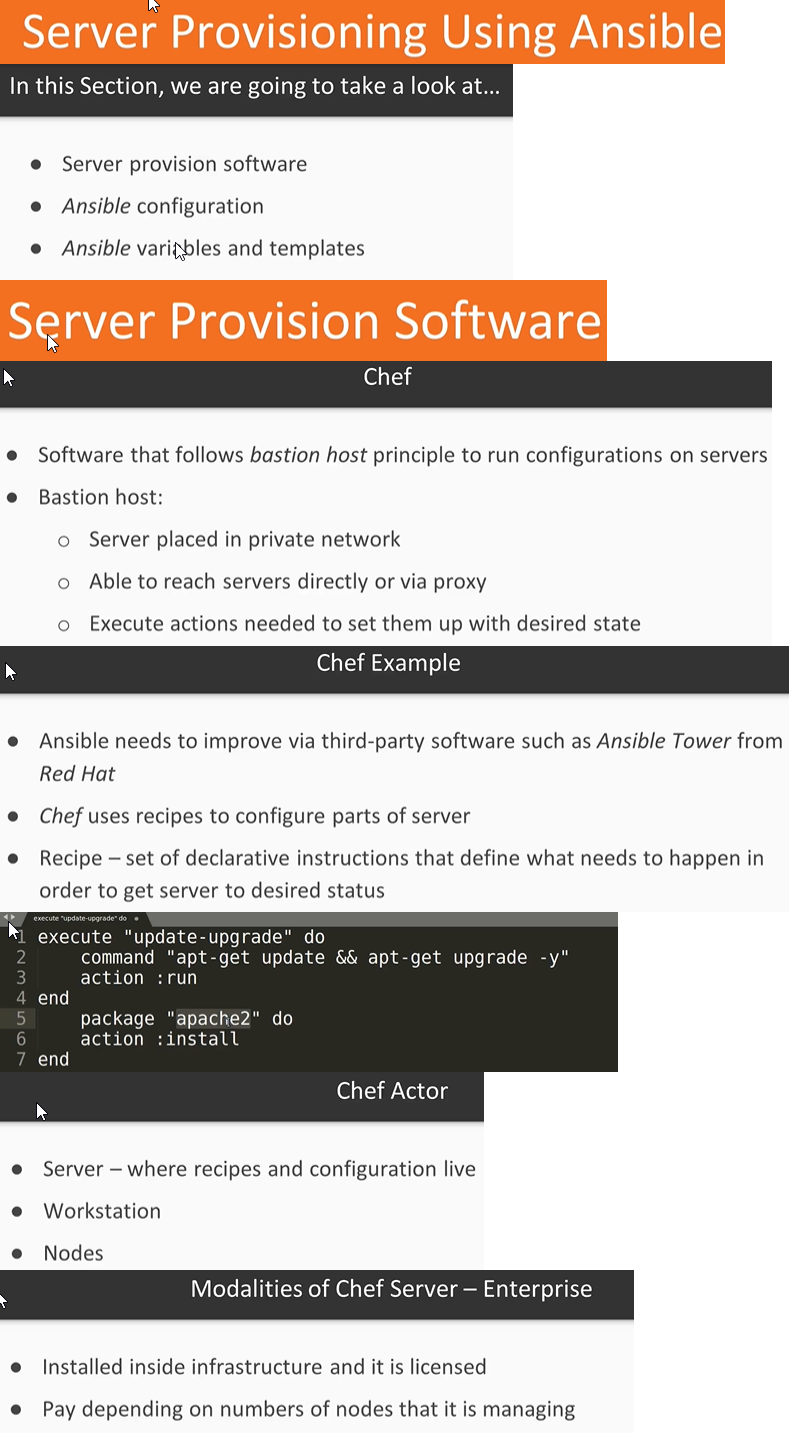 Server Provisioning Using Ansible
In this Section, we are going to take a look at...
● Server provision software
● Ansible configuration
● Ansible variables and templates
Server Provision Software
Chef
● Software that follows bastion host principle to run configurations on servers
● Bastion host:
o Server placed in private network
o Able to reach servers directly or via proxy
o Execute actions needed to set them up with desired state
Chef Example
● Ansible needs to improve via third-party software such as Ansible Tower from
Red Hat
● Chef uses recipes to configure parts of server
● Recipe – set of declarative instructions that define what needs to happen in
order to get server to desired status
execute "update-upgrade" do
1 execute "update-upgrade" do
2     command "apt-get update && apt-get upgrade -y"
3     action :run
4 end
5     package "apache2" do
6     action :install
7 end
Chef Actor
● Server – where recipes and configuration live
● Workstation
● Nodes
Modalities of Chef Server – Enterprise
● Installed inside infrastructure and it is licensed
● Pay depending on numbers of nodes that it is managing